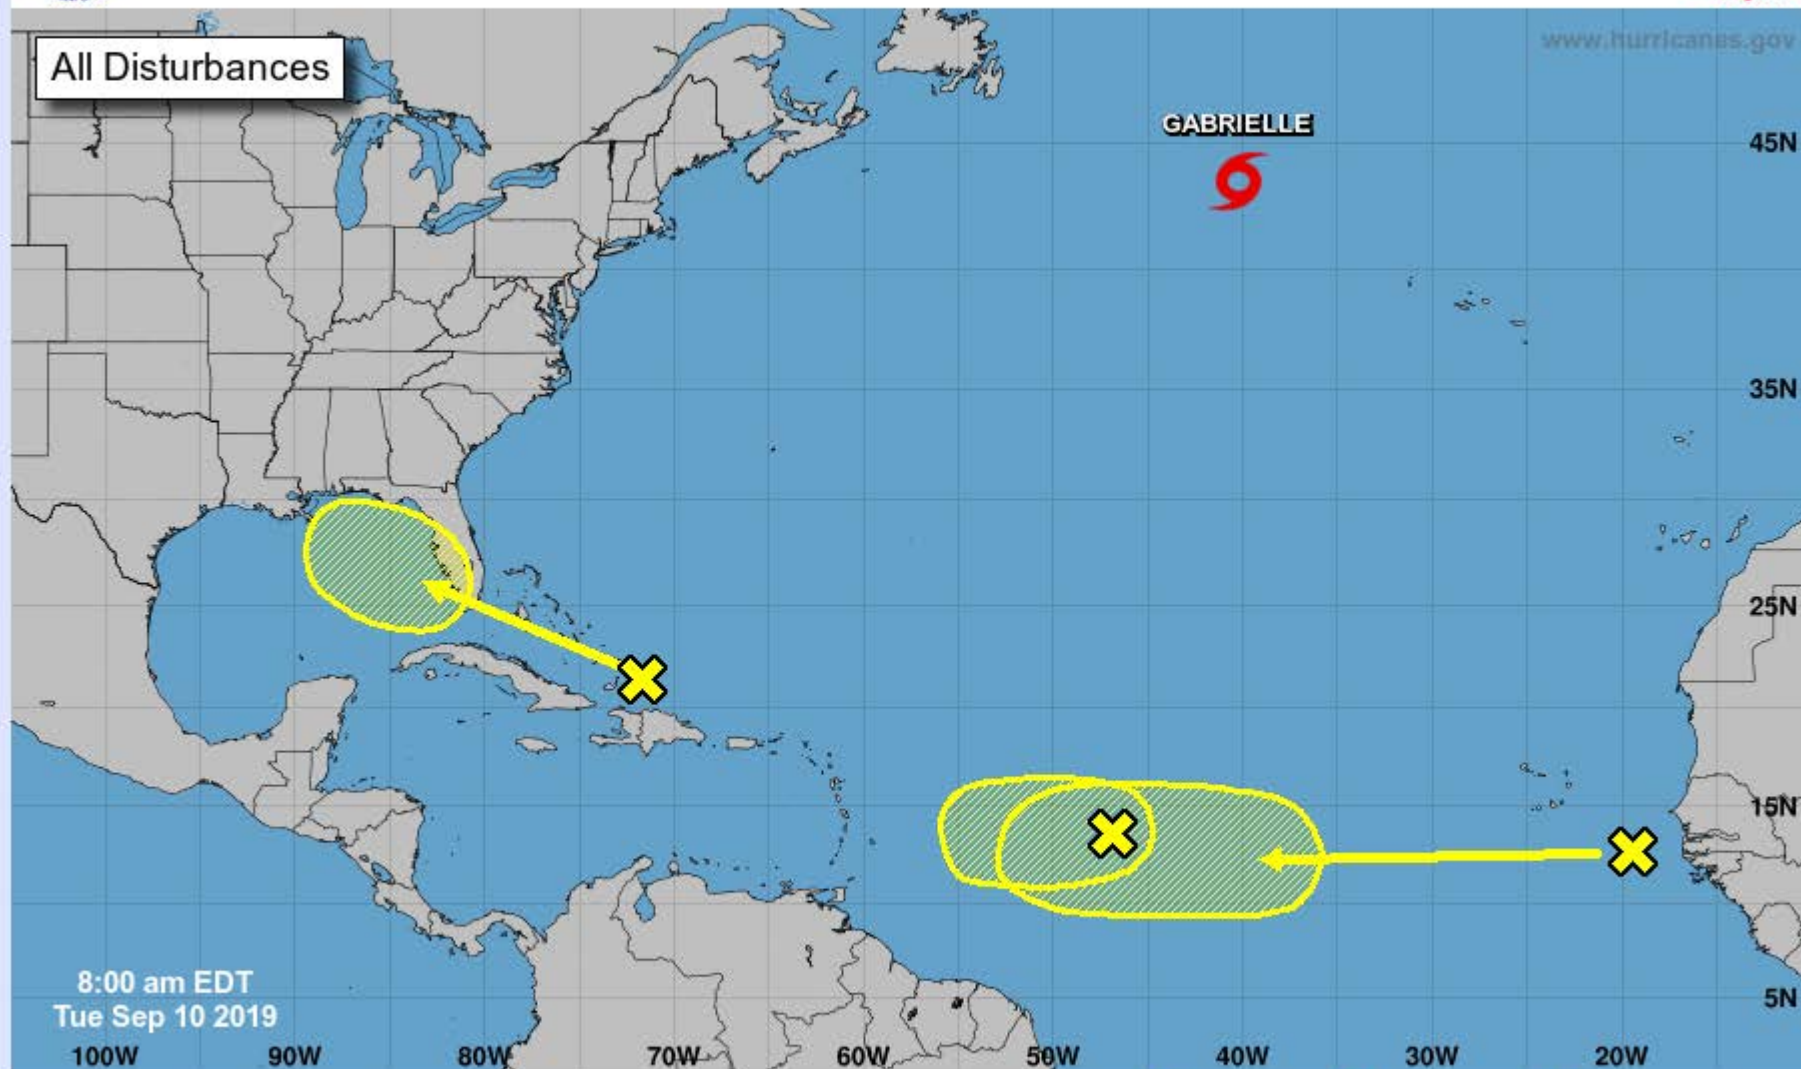 All Disturbances
www.hurricanes.gov
GABRIELLE
45N
35N
25N
15N
5N
8:00 am EDT
Tue Sep 10 2019
100W 90W 80W 70W 60W 50W 40W 30W 20W